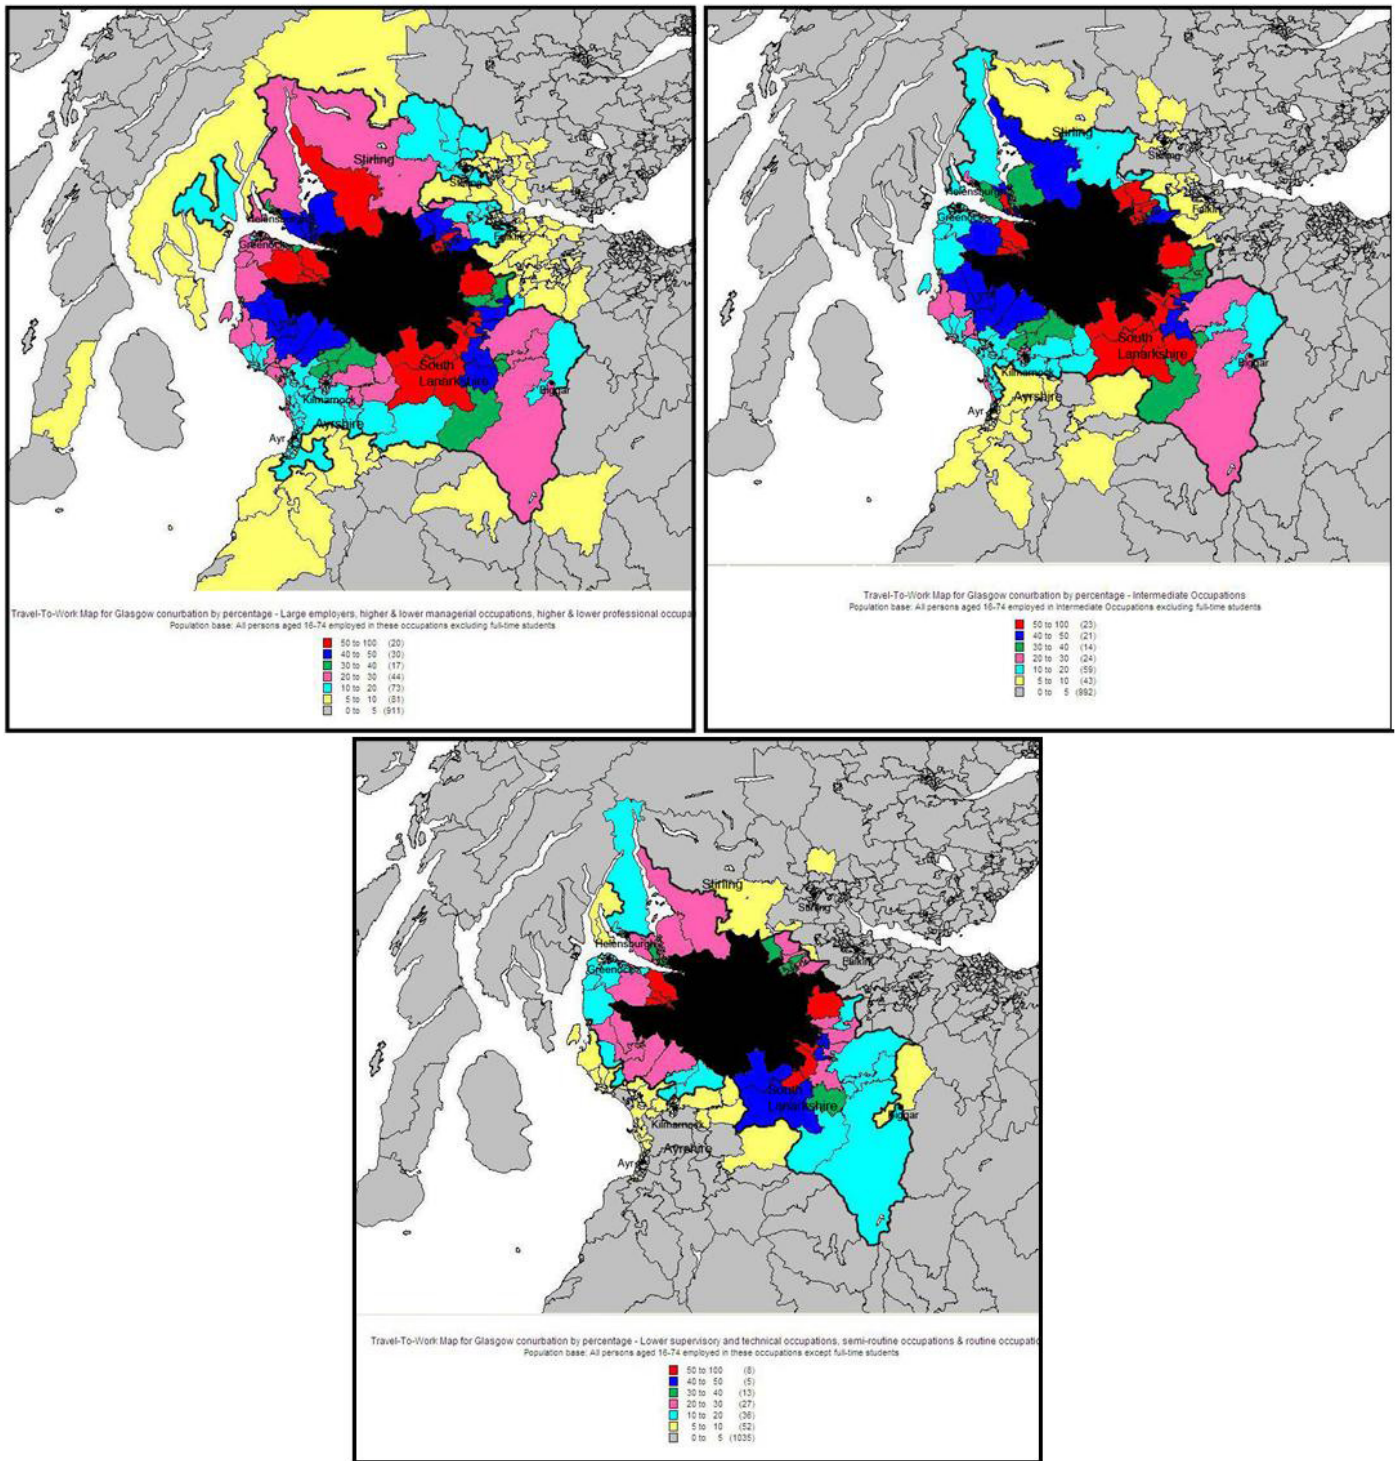 Stirling
Stirling
Helensburgh
Greenock
Falkirk
South
Lanarkshire
Biggar
Kilmarnock
Ayrshire
Ayr
Travel-To-Work Map for Glasgow conurbation by percentage - Large employers, higher & lower managerial occupations, higher & lower professional occupa
Population base: All persons aged 16-74 employed in these occupations excluding full-time students
50 to 100 (20)
40 to 50 (30)
30 to 40 (17)
20 to 30 (44)
10 to 20 (73)
5 to 10 (81)
0 to 5 (911)
Stirling
Stirling
Helensburgh
Greenock
Falkirk
South
Lanarkshire
Biggar
Kilmarnock
Ayrshire
Ayr
Travel-To-Work Map for Glasgow conurbation by percentage - Intermediate Occupations
Population base: All persons aged 16-74 employed in Intermediate Occupations excluding full-time students
50 to 100 (23)
40 to 50 (21)
30 to 40 (14)
20 to 30 (24)
10 to 20 (59)
5 to 10 (43)
0 to 5 (992)
Stirling
Stirling
Helensburgh
Greenock
Falkirk
South
Lanarkshire
Biggar
Kilmarnock
Ayrshire
Ayr
Travel-To-Work Map for Glasgow conurbation by percentage - Lower supervisory and technical occupations, semi-routine occupations & routine occupatio
Population base: All persons aged 16-74 employed in these occupations except full-time students
50 to 100 (8)
40 to 50 (5)
30 to 40 (13)
20 to 30 (27)
10 to 20 (36)
5 to 10 (52)
0 to 5 (1035)